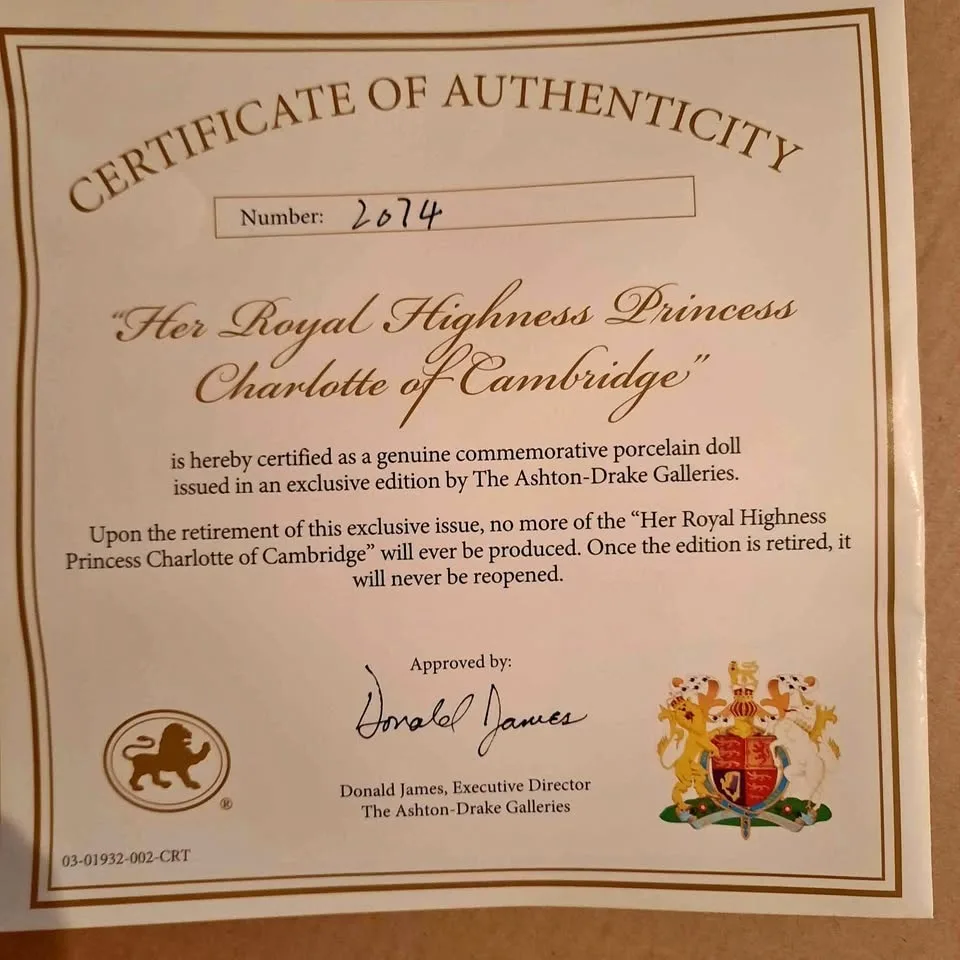 CERTIFICATE OF AUTHENTICITY
Number: 2074
“Her Royal Highness Princess
Charlotte of Cambridge”
is hereby certified as a genuine commemorative porcelain doll
issued in an exclusive edition by The Ashton-Drake Galleries.
Upon the retirement of this exclusive issue, no more of the “Her Royal Highness
Princess Charlotte of Cambridge” will ever be produced. Once the edition is retired, it
will never be reopened.
Approved by:
Donald James
Donald James, Executive Director
The Ashton-Drake Galleries
®
03-01932-002-CRT